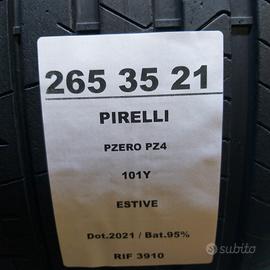 265 35 21
PIRELLI
PZERO PZ4
101Y
ESTIVE
Dot.2021 / Bat.95%
RIF 3910
subito